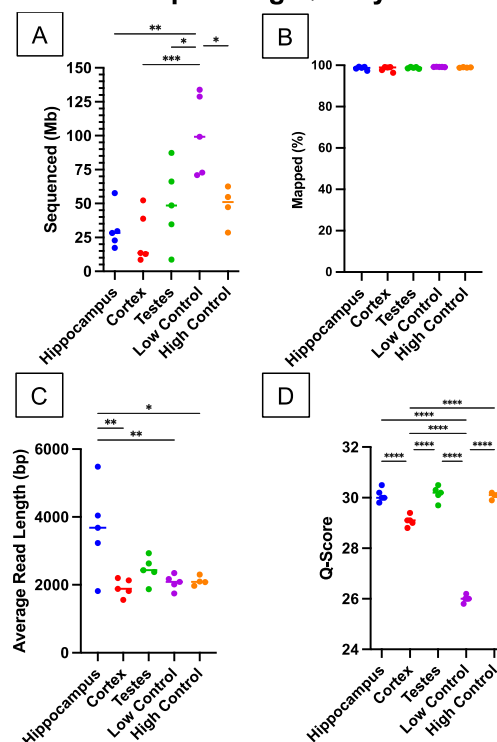 A
B
**
*
*
***
Sequenced (Mb)
150
125
100
75
50
25
0
Hippocampus
Cortex
Testes
Low Control
High Control
Mapped (%)
100
80
60
40
20
0
Hippocampus
Cortex
Testes
Low Control
High Control
C
D
*
**
**
Average Read Length (bp)
6000
4000
2000
0
Hippocampus
Cortex
Testes
Low Control
High Control
****
****
****
**** **** **** ****
Q-Score
32
30
28
26
24
Hippocampus
Cortex
Testes
Low Control
High Control